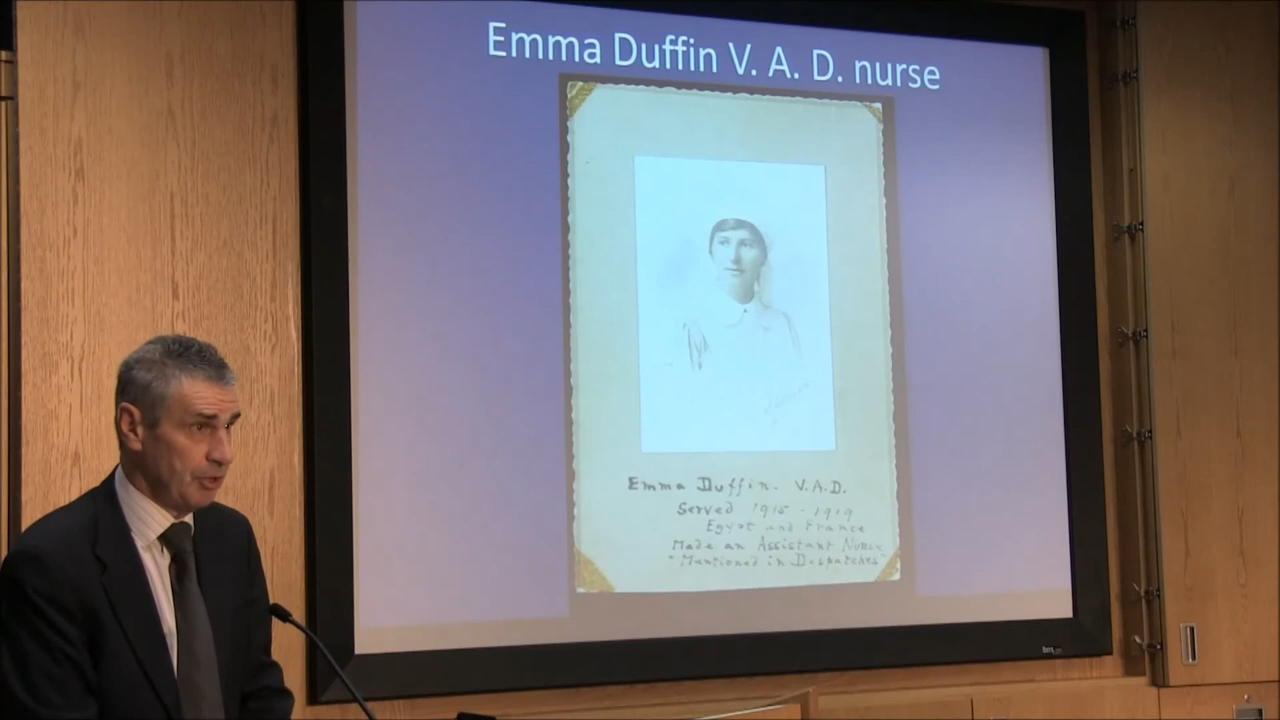 Emma Duffin V. A. D. nurse
Emma Duffin. V.A.D.
Served 1915 - 1919
Egypt and France
Made an Assistant Nurse
"Mentioned in Despatches"